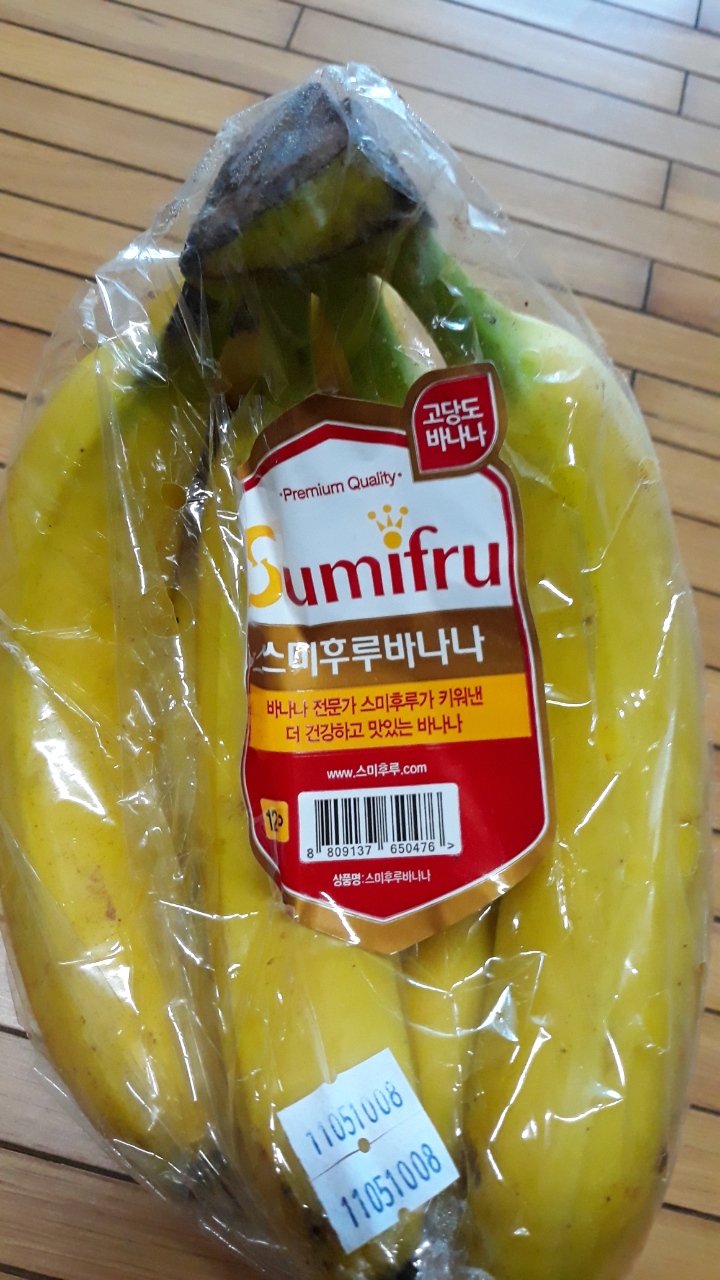 고당도
바나나
·Premium Quality·
Sumifru
스미후루바나나
바나나 전문가 스미후루가 키워낸
더 건강하고 맛있는 바나나
www.스미후루.com
12>
8 809137 650476 >
상품명:스미후루바나나
11051008
11051008